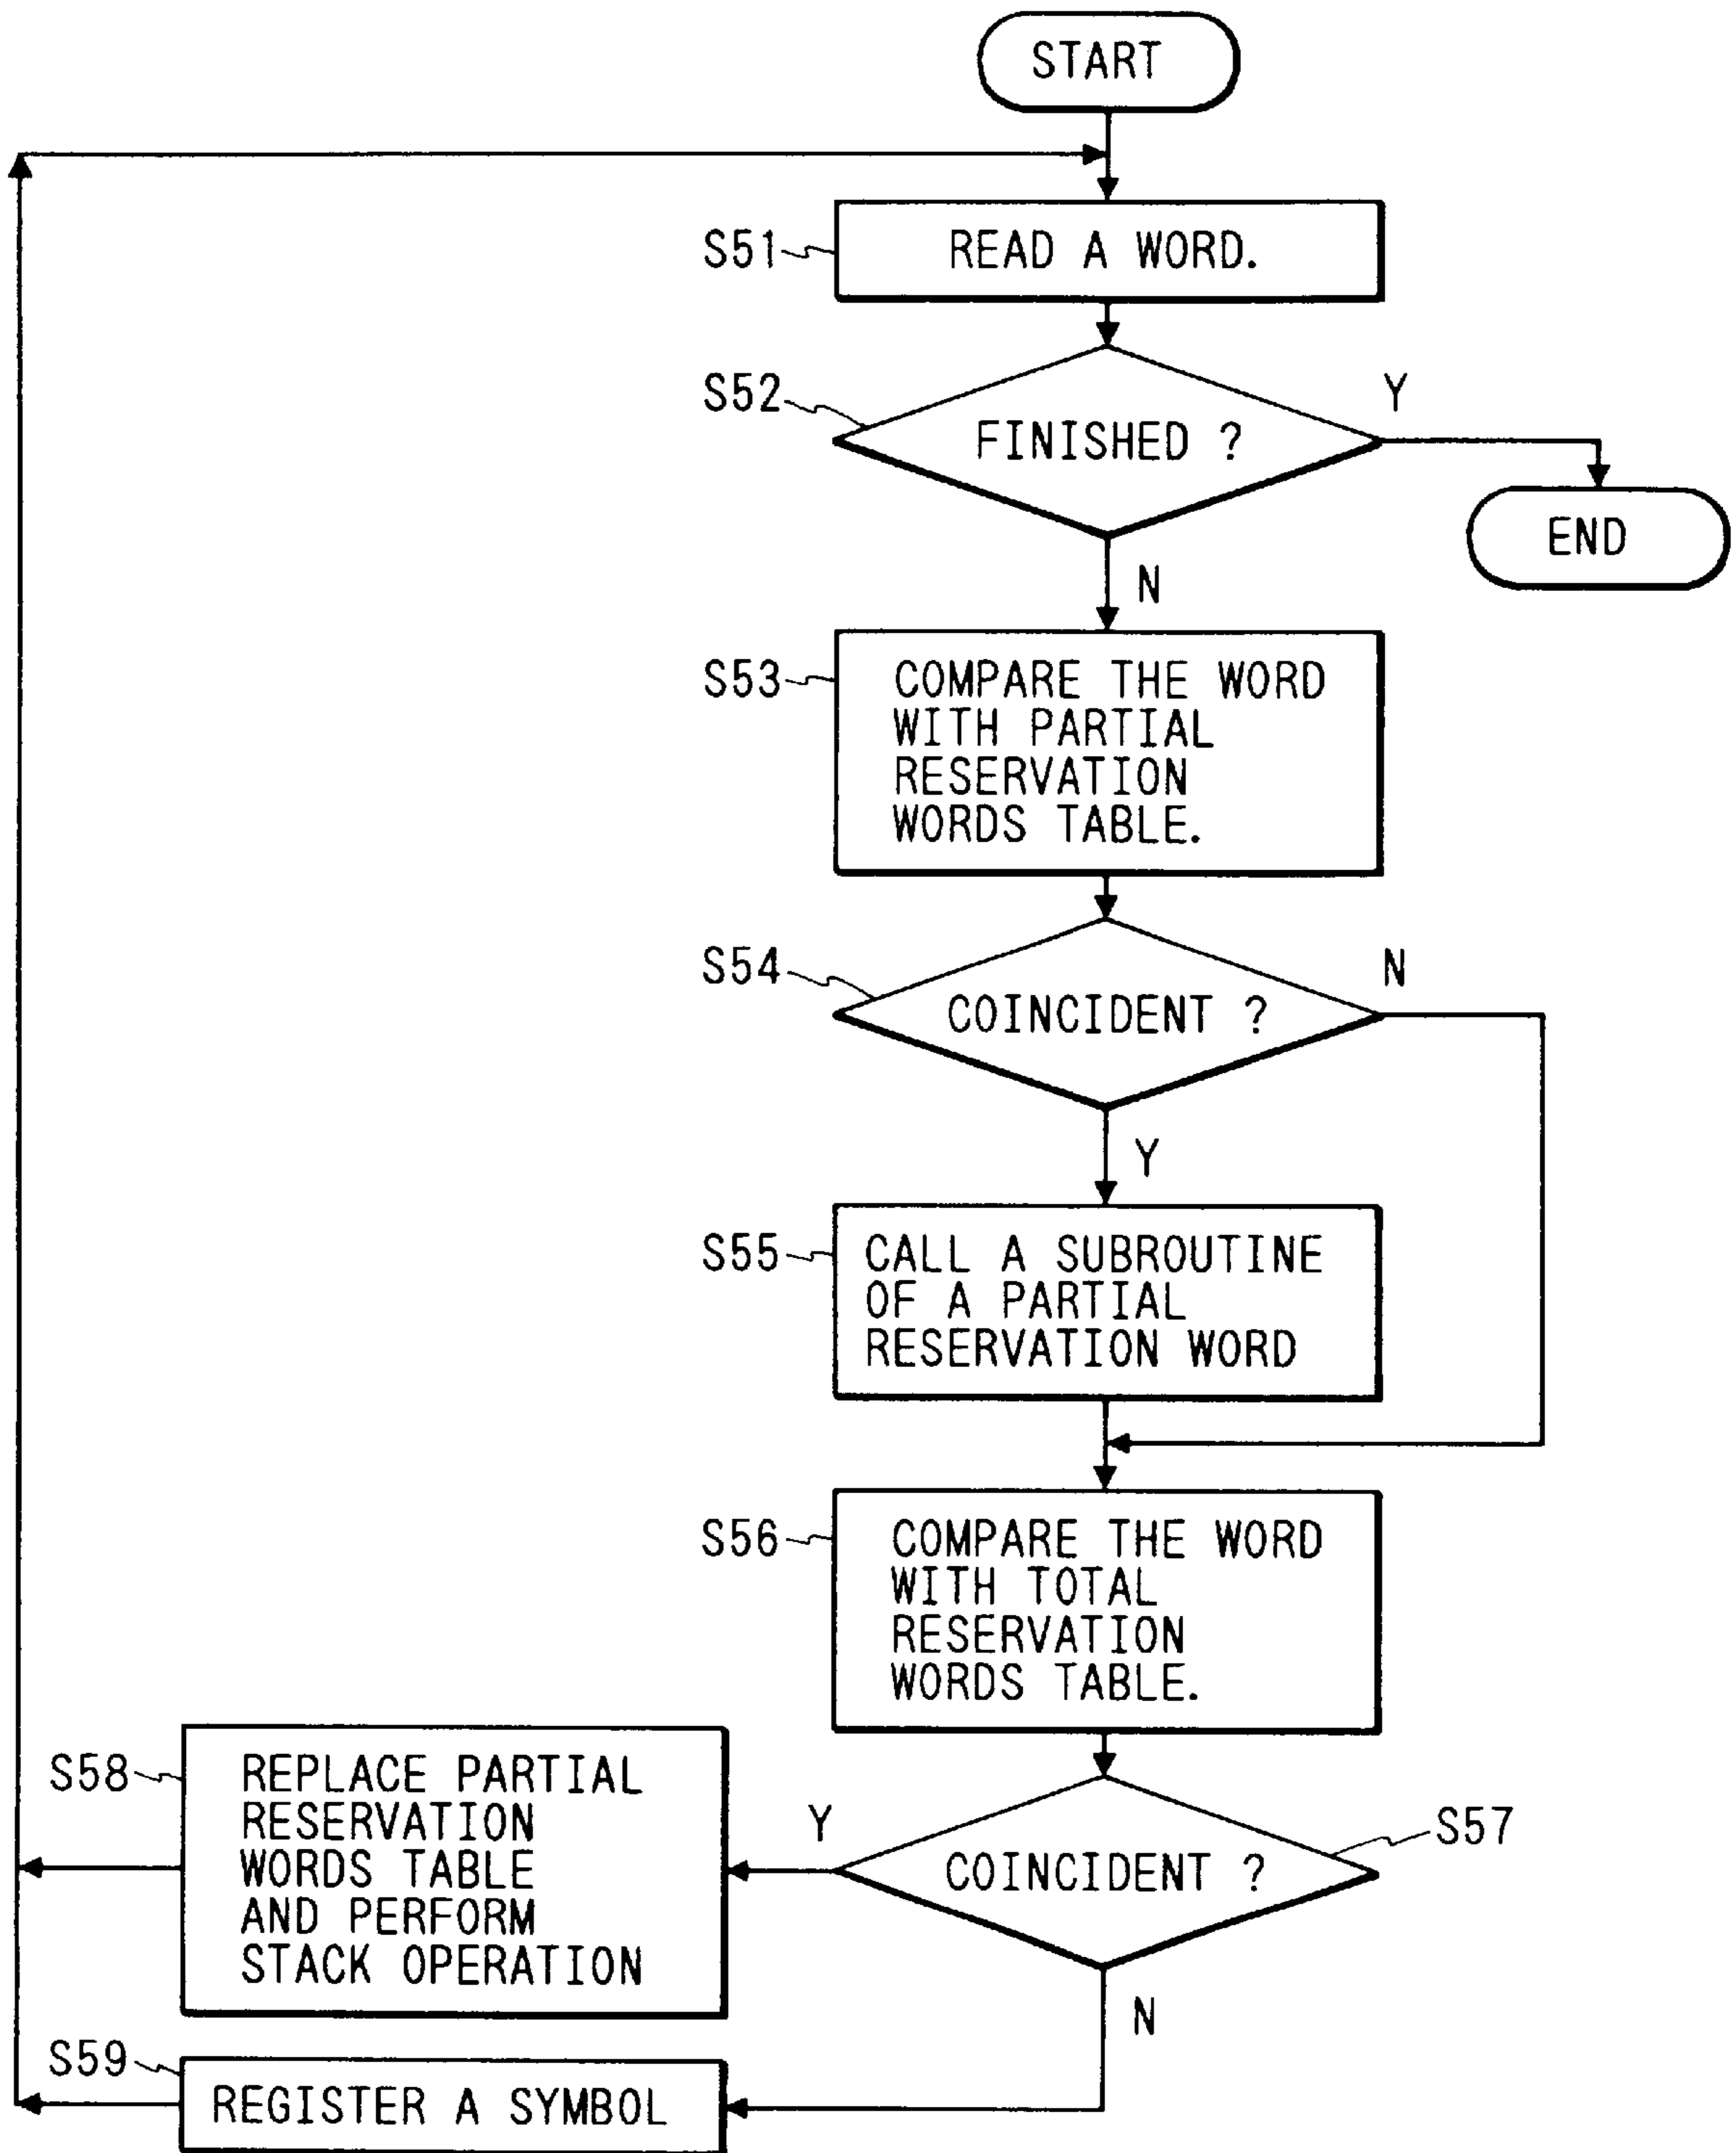 START
S51
READ A WORD.
S52
FINISHED ?
Y
END
N
S53
COMPARE THE WORD
WITH PARTIAL
RESERVATION
WORDS TABLE.
S54
COINCIDENT ?
N
Y
S55
CALL A SUBROUTINE
OF A PARTIAL
RESERVATION WORD
S56
COMPARE THE WORD
WITH TOTAL
RESERVATION
WORDS TABLE.
S57
COINCIDENT ?
Y
S58
REPLACE PARTIAL
RESERVATION
WORDS TABLE
AND PERFORM
STACK OPERATION
N
S59
REGISTER A SYMBOL